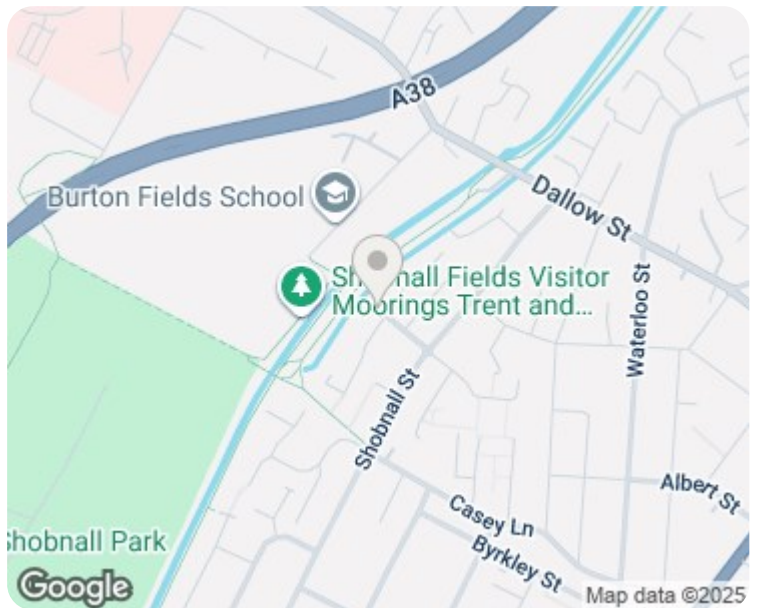 A38
Burton Fields School
Dallow St
Shobnall Fields Visitor
Moorings Trent and...
Waterloo St
Shobnall St
Albert St
Casey Ln
Byrkley St
Shobnall Park
Google
Map data ©2025